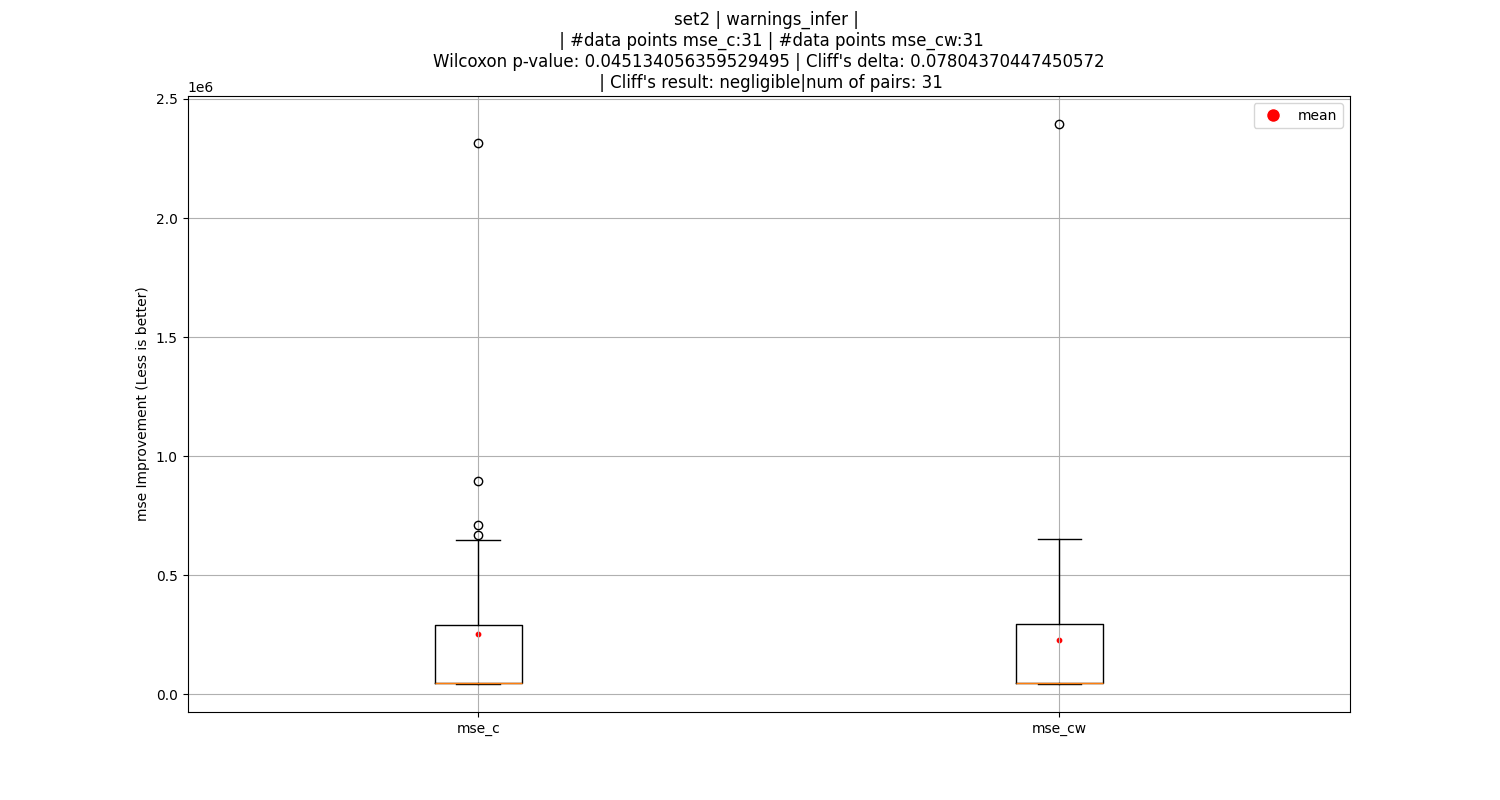 set2 | warnings_infer |
| #data points mse_c:31 | #data points mse_cw:31
Wilcoxon p-value: 0.045134056359529495 | Cliff's delta: 0.07804370447450572
| Cliff's result: negligible|num of pairs: 31
1e6
2.5
mean
2.0
1.5
1.0
0.5
0.0
mse Improvement (Less is better)
mse_c
mse_cw